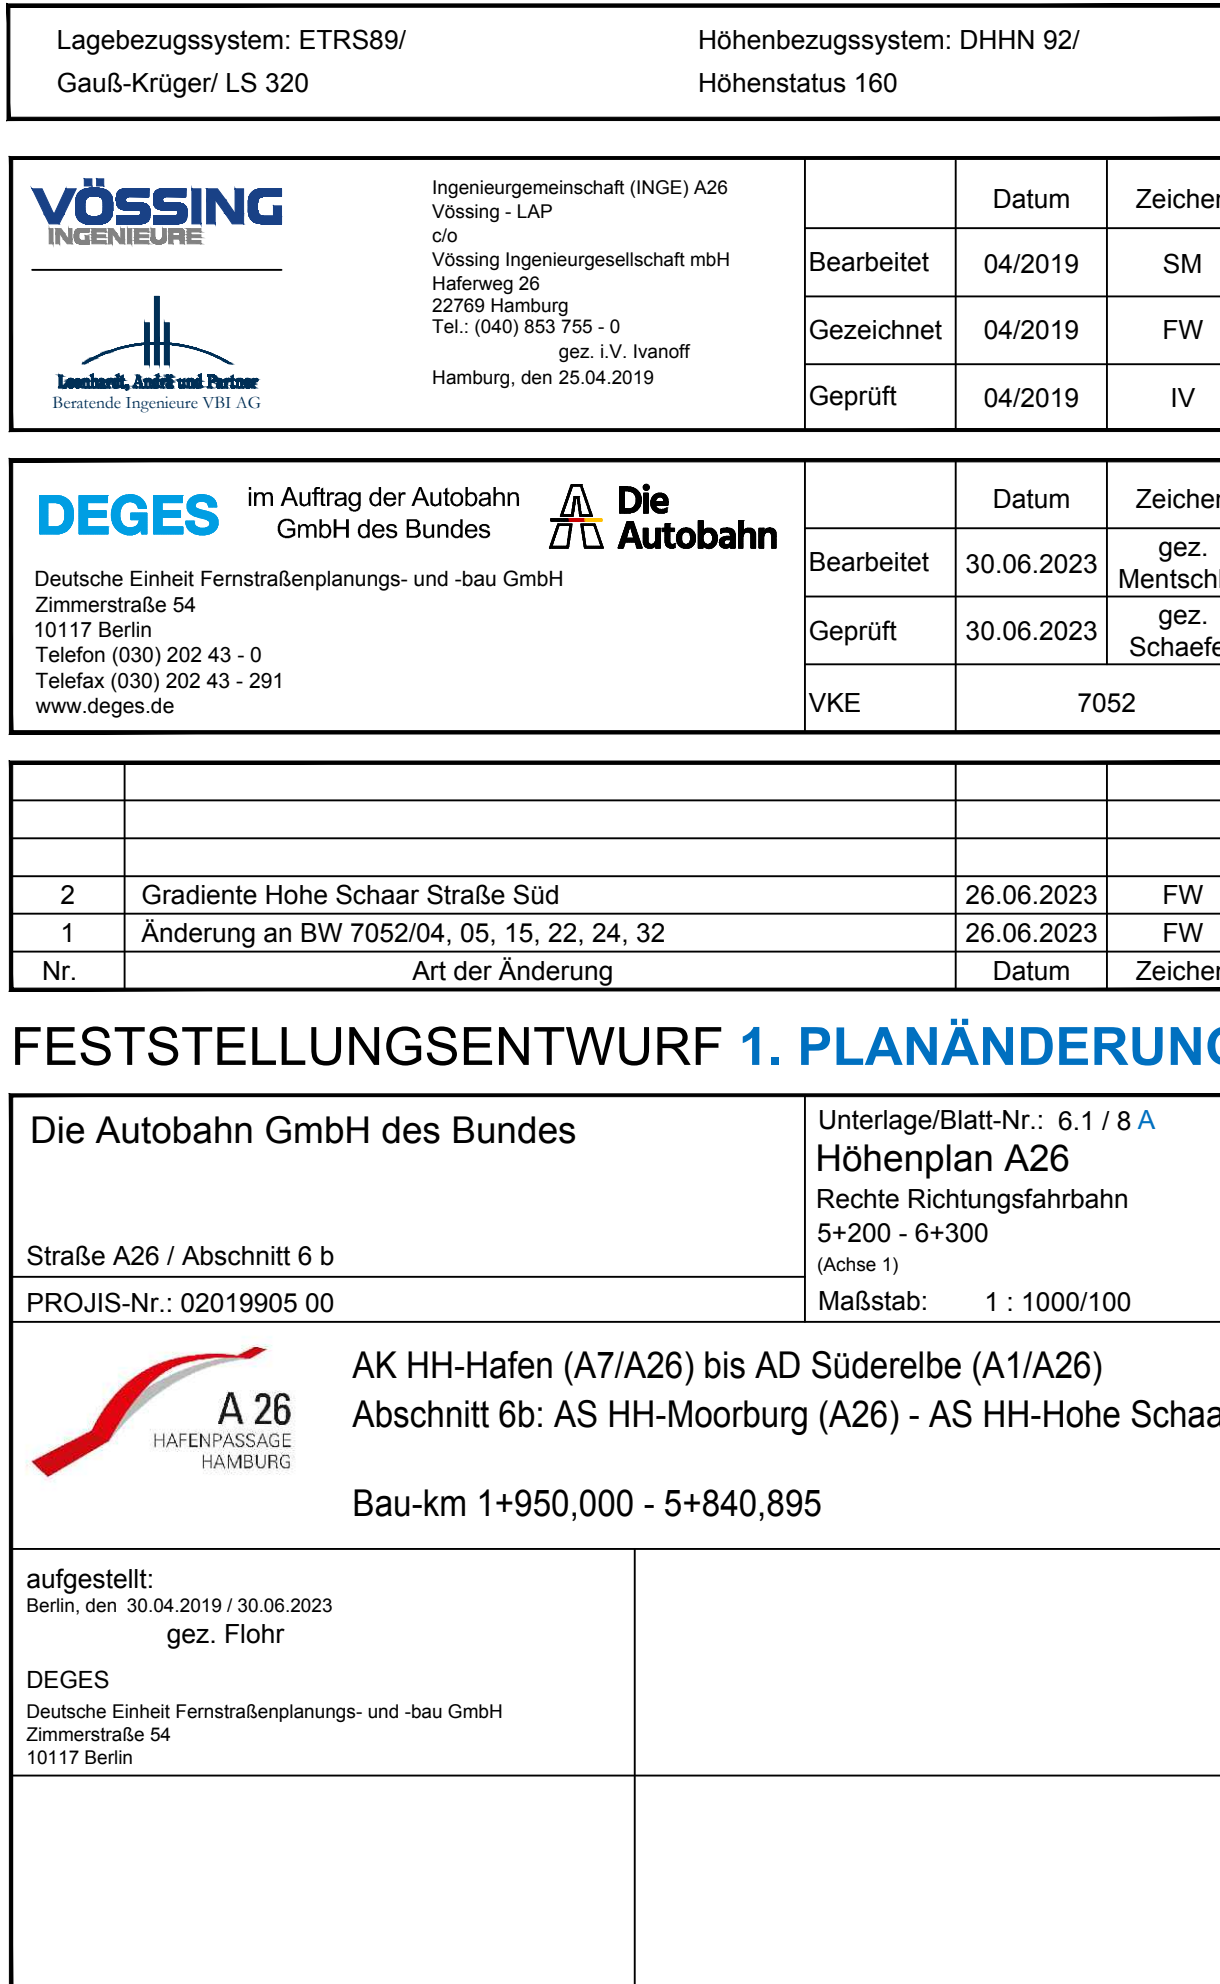 Lagebezugssystem: ETRS89/
Gauß-Krüger/ LS 320
Höhenbezugssystem: DHHN 92/
Höhenstatus 160
VÖSSING
INGENIEURE
Leonhardt, Andrä und Partner
Beratende Ingenieure VBI AG
Ingenieurgemeinschaft (INGE) A26
Vössing - LAP
c/o
Vössing Ingenieurgesellschaft mbH
Haferweg 26
22769 Hamburg
Tel.: (040) 853 755 - 0
gez. i.V. Ivanoff
Hamburg, den 25.04.2019
Datum Zeichen
Bearbeitet 04/2019 SM
Gezeichnet 04/2019 FW
Geprüft 04/2019 IV
DEGES
im Auftrag der Autobahn
GmbH des Bundes
Die
Autobahn
Deutsche Einheit Fernstraßenplanungs- und -bau GmbH
Zimmerstraße 54
10117 Berlin
Telefon (030) 202 43 - 0
Telefax (030) 202 43 - 291
www.deges.de
Datum Zeichen
Bearbeitet 30.06.2023 gez.
Mentschl
Geprüft 30.06.2023 gez.
Schaefe
VKE 7052
2 Gradiente Hohe Schaar Straße Süd 26.06.2023 FW
1 Änderung an BW 7052/04, 05, 15, 22, 24, 32 26.06.2023 FW
Nr. Art der Änderung Datum Zeichen
FESTSTELLUNGSENTWURF 1. PLANÄNDERUNG
Die Autobahn GmbH des Bundes
Straße A26 / Abschnitt 6 b
PROJIS-Nr.: 02019905 00
Unterlage/Blatt-Nr.: 6.1 / 8 A
Höhenplan A26
Rechte Richtungsfahrbahn
5+200 - 6+300
(Achse 1)
Maßstab: 1 : 1000/100
A 26
HAFENPASSAGE
HAMBURG
AK HH-Hafen (A7/A26) bis AD Süderelbe (A1/A26)
Abschnitt 6b: AS HH-Moorburg (A26) - AS HH-Hohe Schaa
Bau-km 1+950,000 - 5+840,895
aufgestellt:
Berlin, den 30.04.2019 / 30.06.2023
gez. Flohr
DEGES
Deutsche Einheit Fernstraßenplanungs- und -bau GmbH
Zimmerstraße 54
10117 Berlin